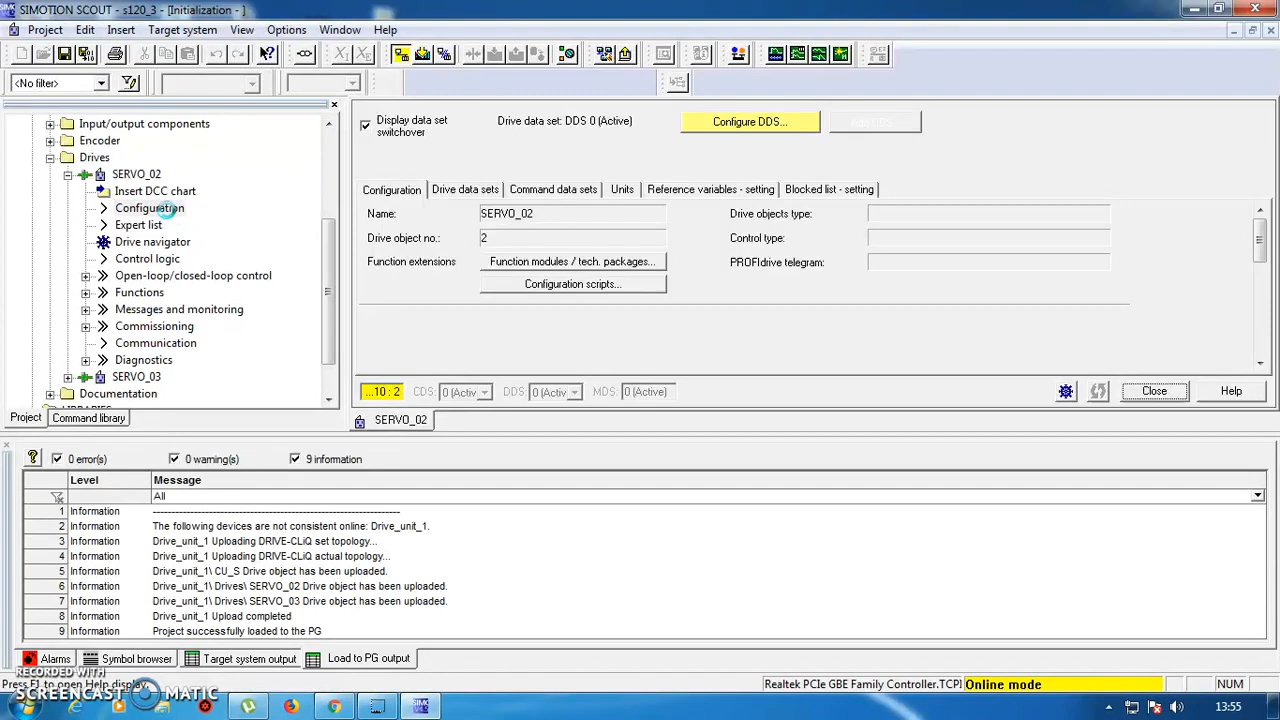 SIMOTION SCOUT - s120_3 - [Initialization - ]
Project Edit Insert Target system View Options Window Help
<No filter>
Input/output components
Encoder
Drives
SERVO_02
Insert DCC chart
Configuration
Expert list
Drive navigator
Control logic
Open-loop/closed-loop control
Functions
Messages and monitoring
Commissioning
Communication
Diagnostics
SERVO_03
Documentation
Project Command library
Display data set
switchover
Drive data set: DDS 0 (Active)
Configure DDS...
Configuration Drive data sets Command data sets Units Reference variables - setting Blocked list - setting
Name: SERVO_02 Drive objects type:
Drive object no.: 2 Control type:
Function extensions Function modules / tech. packages... PROFIdrive telegram:
Configuration scripts...
...10 : 2 CDS: 0 (Activ DDS: 0 (Activ MDS: 0 (Active) Close Help
SERVO_02
0 error(s) 0 warning(s) 9 information
Level Message
All
1 Information --------------------------------------------------------------------
2 Information The following devices are not consistent online: Drive_unit_1.
3 Information Drive_unit_1 Uploading DRIVE-CLiQ set topology...
4 Information Drive_unit_1 Uploading DRIVE-CLiQ actual topology...
5 Information Drive_unit_1\ CU_S Drive object has been uploaded.
6 Information Drive_unit_1\ Drives\ SERVO_02 Drive object has been uploaded.
7 Information Drive_unit_1\ Drives\ SERVO_03 Drive object has been uploaded.
8 Information Drive_unit_1 Upload completed
9 Information Project successfully loaded to the PG
Alarms Symbol browser Target system output Load to PG output
RECORDED WITH
Press F1 to open Help display. Realtek PCIe GBE Family Controller.TCPI Online mode NUM
SCREENCAST MATIC
13:55